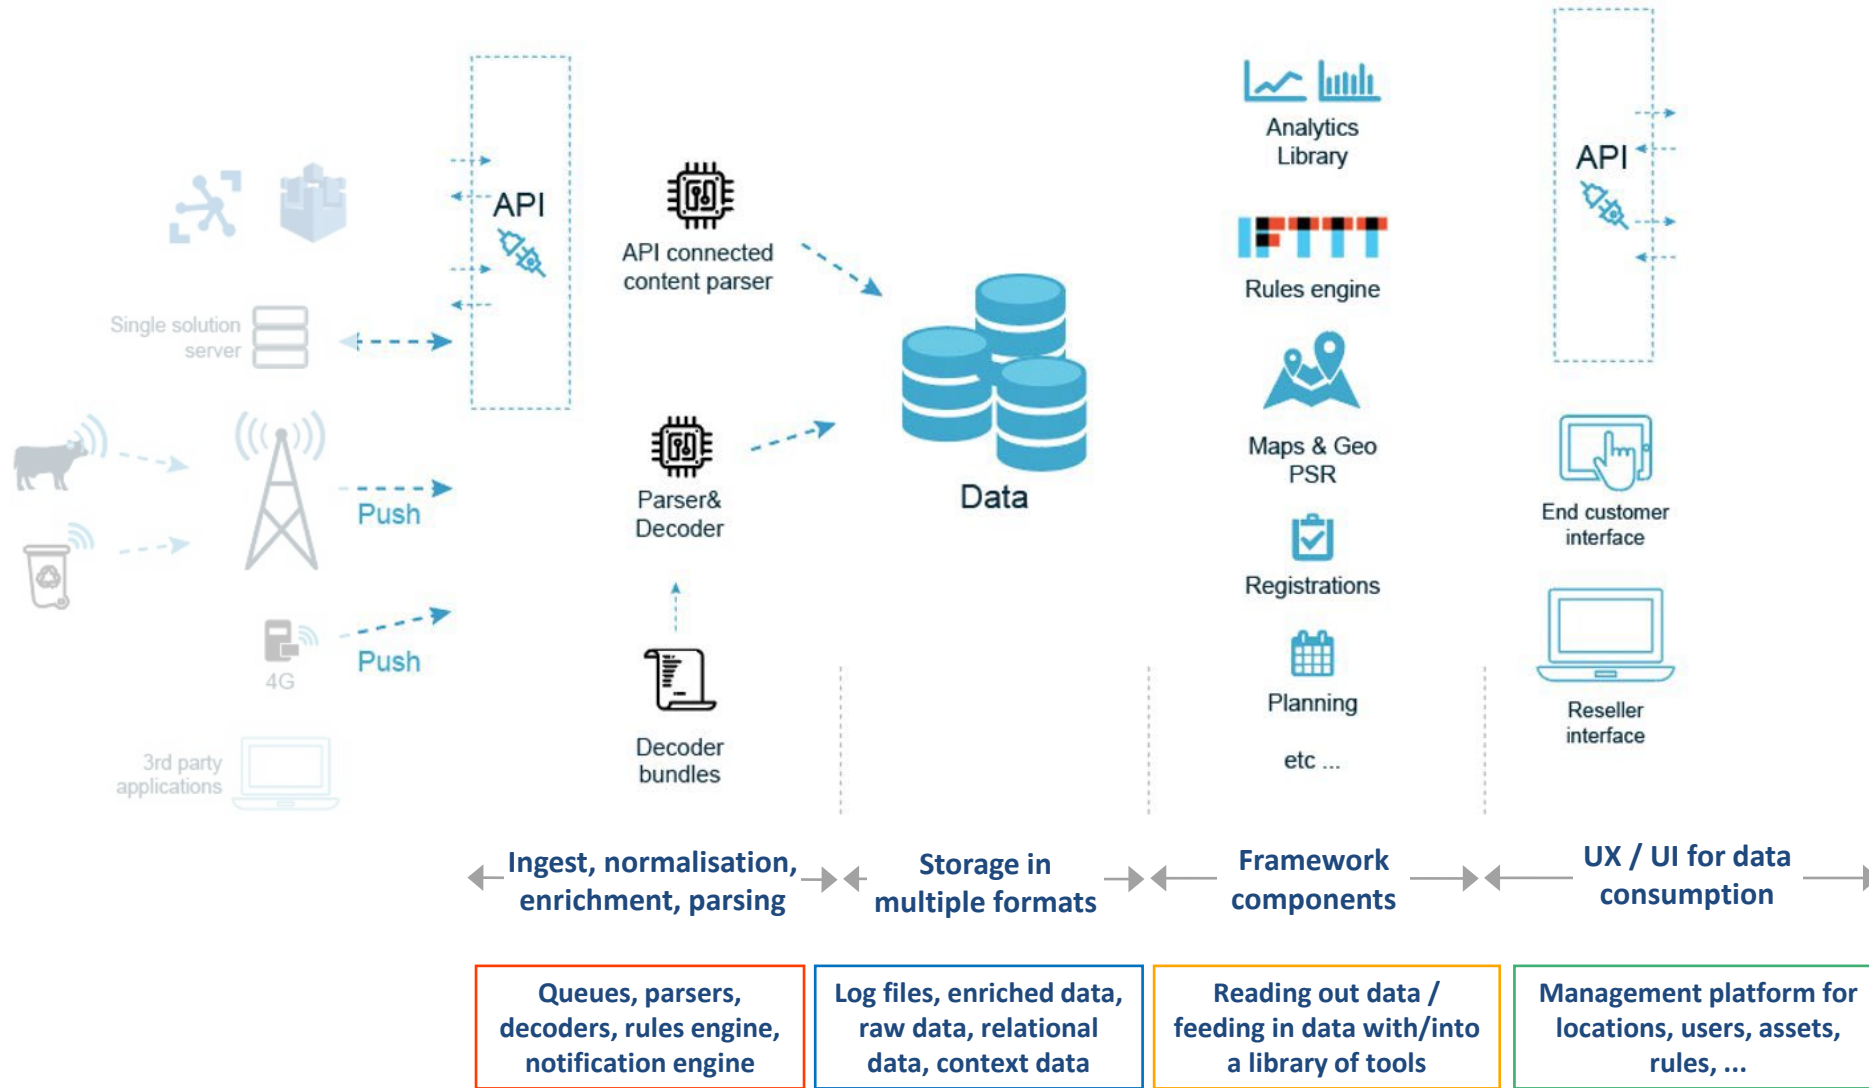 API
Single solution
server
Push
Push
4G
3rd party
applications
API connected
content parser
Parser&
Decoder
Decoder
bundles
Data
Analytics
Library
IFTTT
Rules engine
Maps & Geo
PSR
Registrations
Planning
etc ...
API
End customer
interface
Reseller
interface
Ingest, normalisation,
enrichment, parsing
Storage in
multiple formats
Framework
components
UX / UI for data
consumption
Queues, parsers,
decoders, rules engine,
notification engine
Log files, enriched data,
raw data, relational
data, context data
Reading out data /
feeding in data with/into
a library of tools
Management platform for
locations, users, assets,
rules, ...